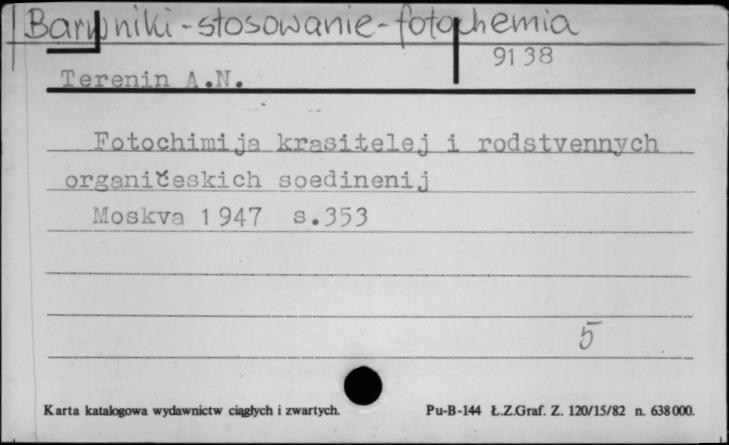 Barwniki - stosowanie - fotochemia
9138
Terenin A.N.
Fotochimija krasitelej i rodstvennych
organičeskich soedinenij
Moskva 1947 s.353
5
Karta katalogowa wydawnictw ciągłych i zwartych.
Pu-B-144 Ł.Z.Graf. Z. 120/15/82 n. 638000.